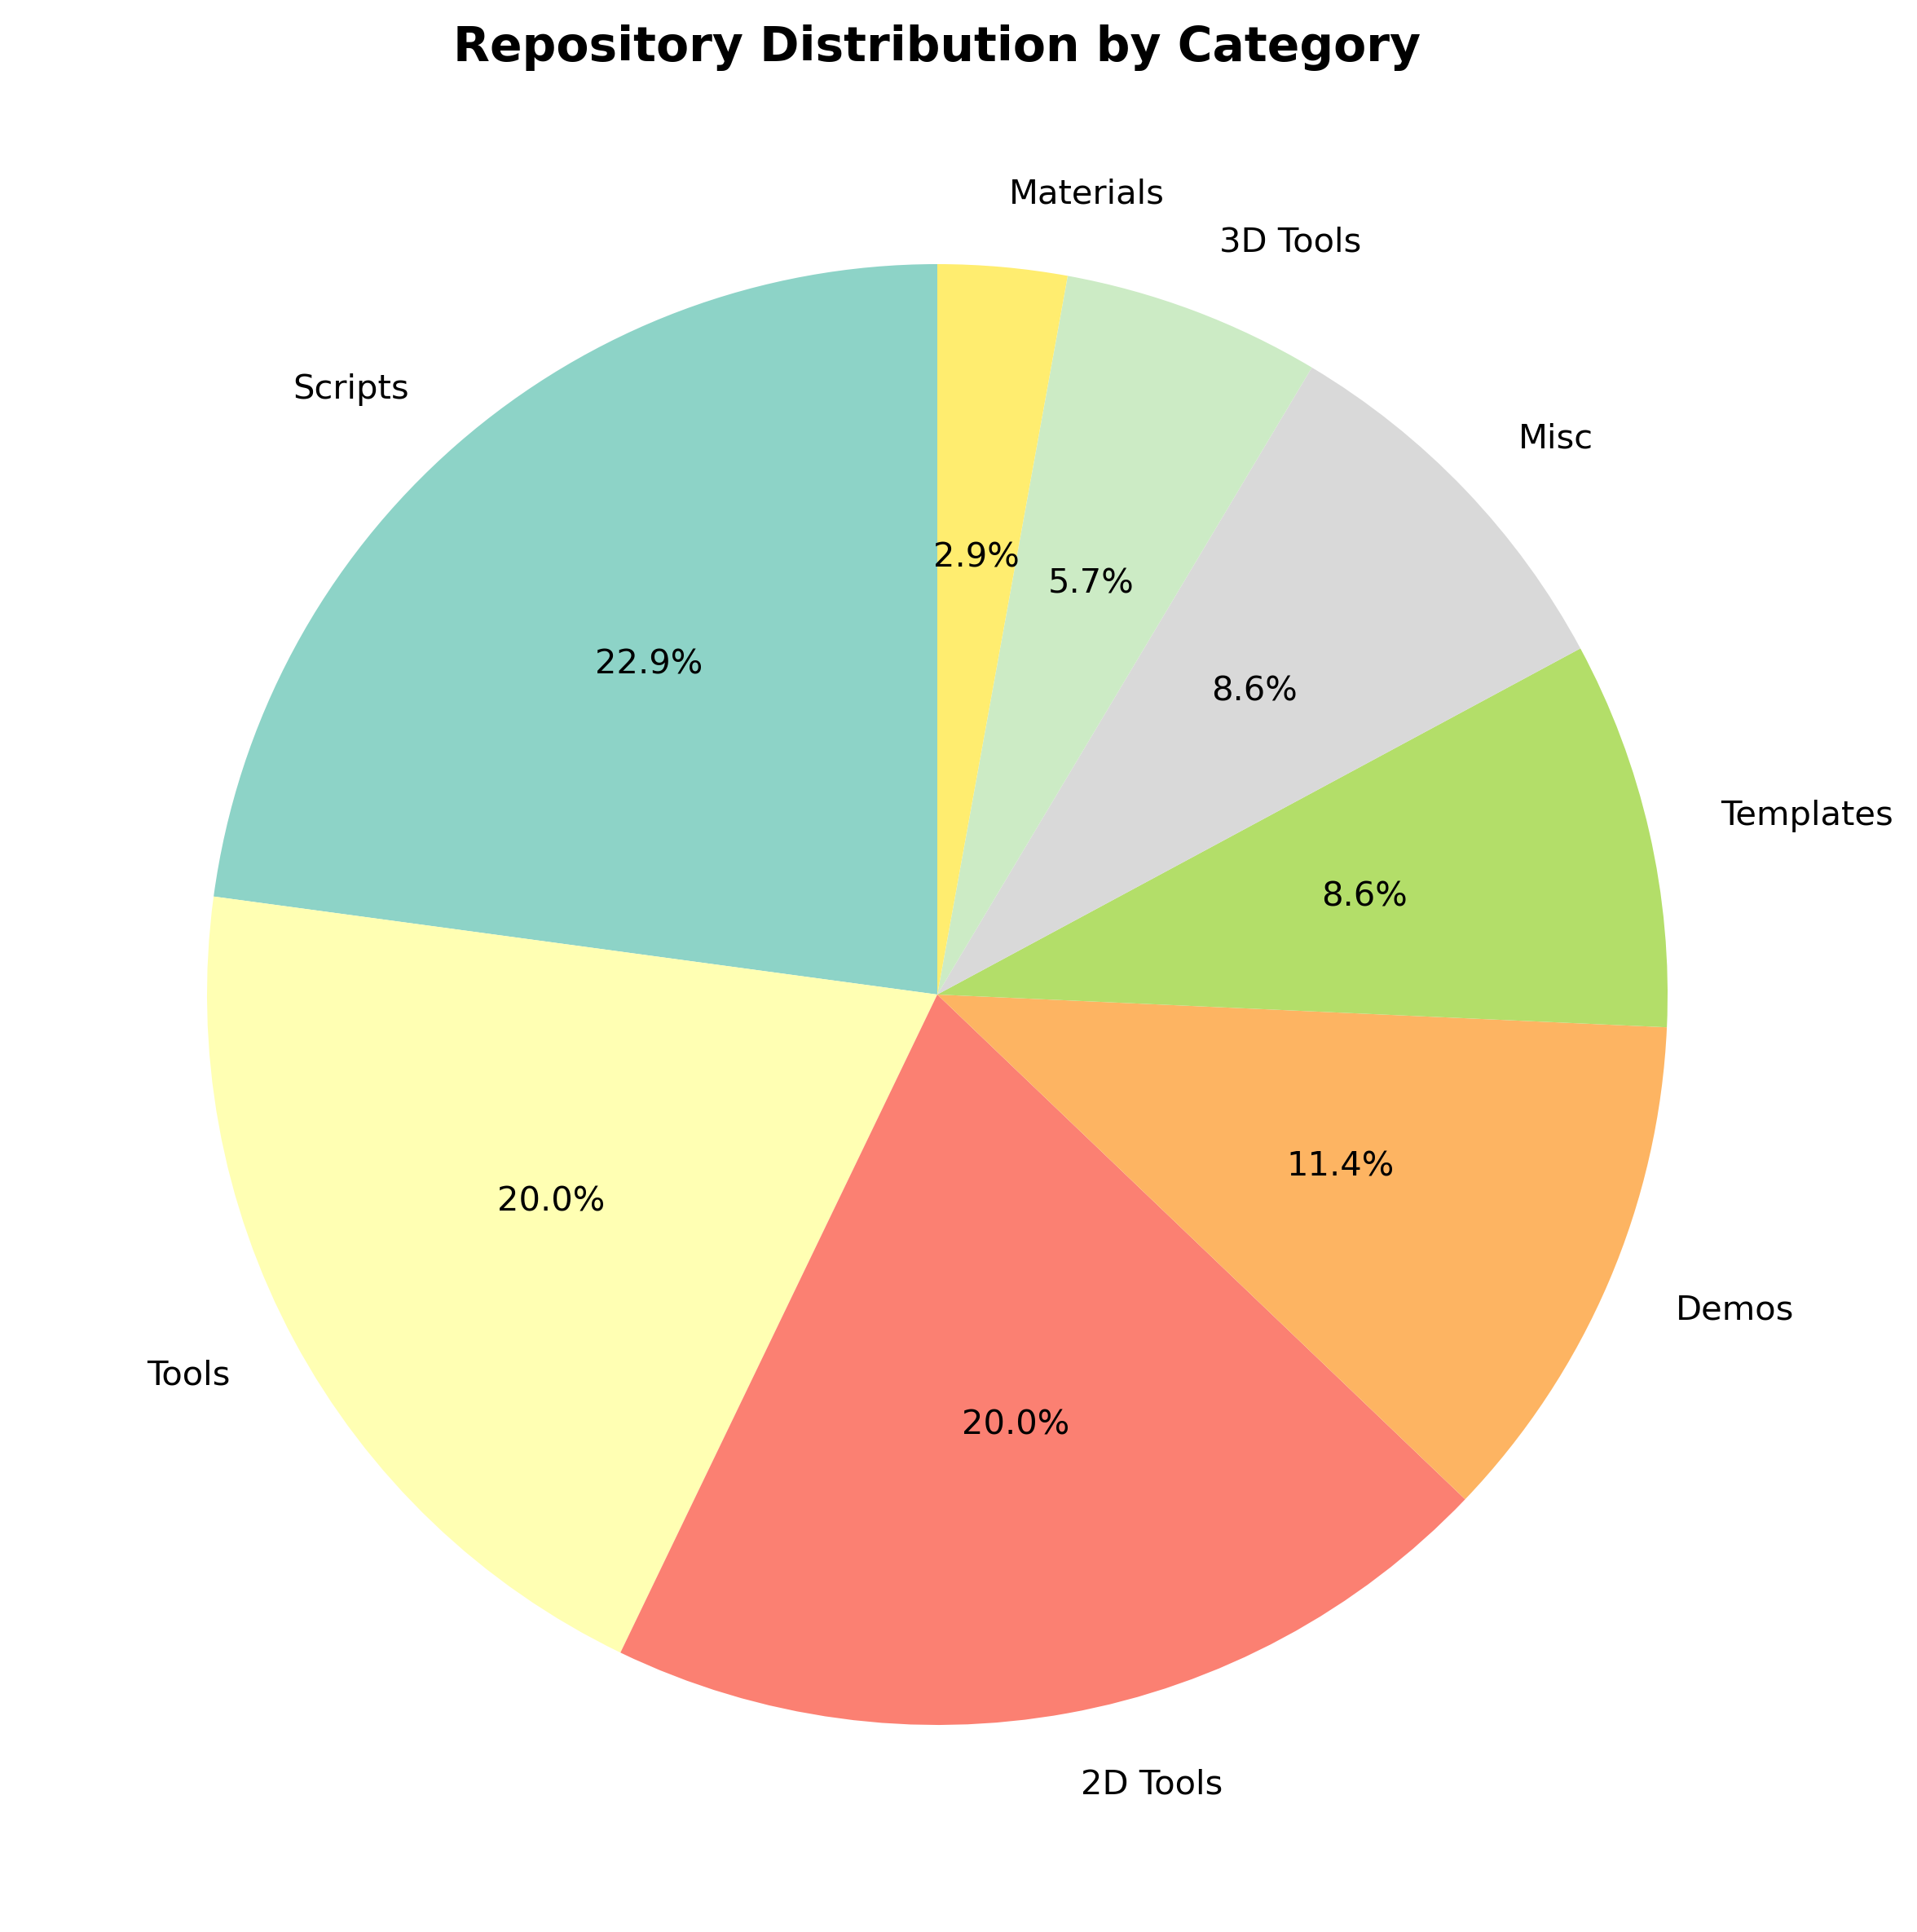 Repository Distribution by Category
Materials
3D Tools
Scripts
Misc
2.9%
5.7%
22.9%
8.6%
Templates
8.6%
11.4%
20.0%
Demos
Tools
20.0%
2D Tools